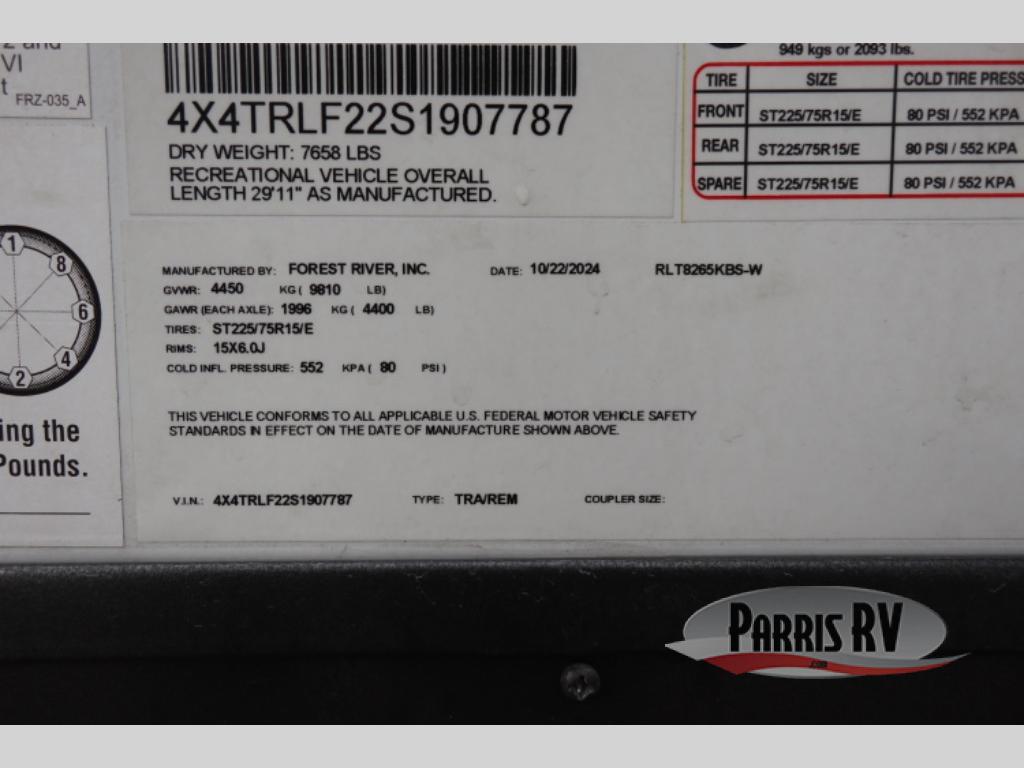 2 and
VI
t
FRZ-035_A
4X4TRLF22S1907787
DRY WEIGHT: 7658 LBS
RECREATIONAL VEHICLE OVERALL
LENGTH 29'11" AS MANUFACTURED.
949 kgs or 2093 lbs.
TIRE SIZE COLD TIRE PRESS
FRONT ST225/75R15/E 80 PSI / 552 KPA
REAR ST225/75R15/E 80 PSI / 552 KPA
SPARE ST225/75R15/E 80 PSI / 552 KPA
1
8
6
4
2
ing the
Pounds.
MANUFACTURED BY: FOREST RIVER, INC. DATE: 10/22/2024 RLT8265KBS-W
GVWR: 4450 KG ( 9810 LB)
GAWR (EACH AXLE): 1996 KG ( 4400 LB)
TIRES: ST225/75R15/E
RIMS: 15X6.0J
COLD INFL. PRESSURE: 552 KPA ( 80 PSI )
THIS VEHICLE CONFORMS TO ALL APPLICABLE U.S. FEDERAL MOTOR VEHICLE SAFETY
STANDARDS IN EFFECT ON THE DATE OF MANUFACTURE SHOWN ABOVE.
V.I.N.: 4X4TRLF22S1907787 TYPE: TRA/REM COUPLER SIZE:
PARRIS RV
.com